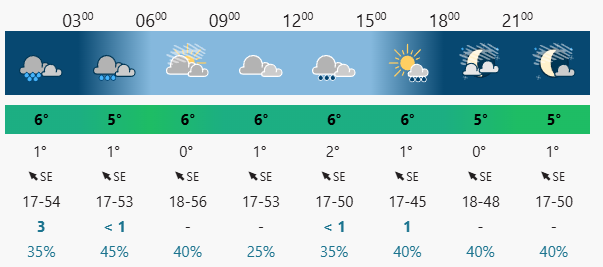 03⁰⁰ 06⁰⁰ 09⁰⁰ 12⁰⁰ 15⁰⁰ 18⁰⁰ 21⁰⁰
6° 5° 6° 6° 6° 6° 5° 5°
1° 1° 0° 1° 2° 1° 0° 1°
SE SE SE SE SE SE SE SE
17-54 17-53 18-56 17-53 17-50 17-45 18-48 17-50
3 < 1 - - < 1 1 - -
35% 45% 40% 25% 35% 40% 40% 40%